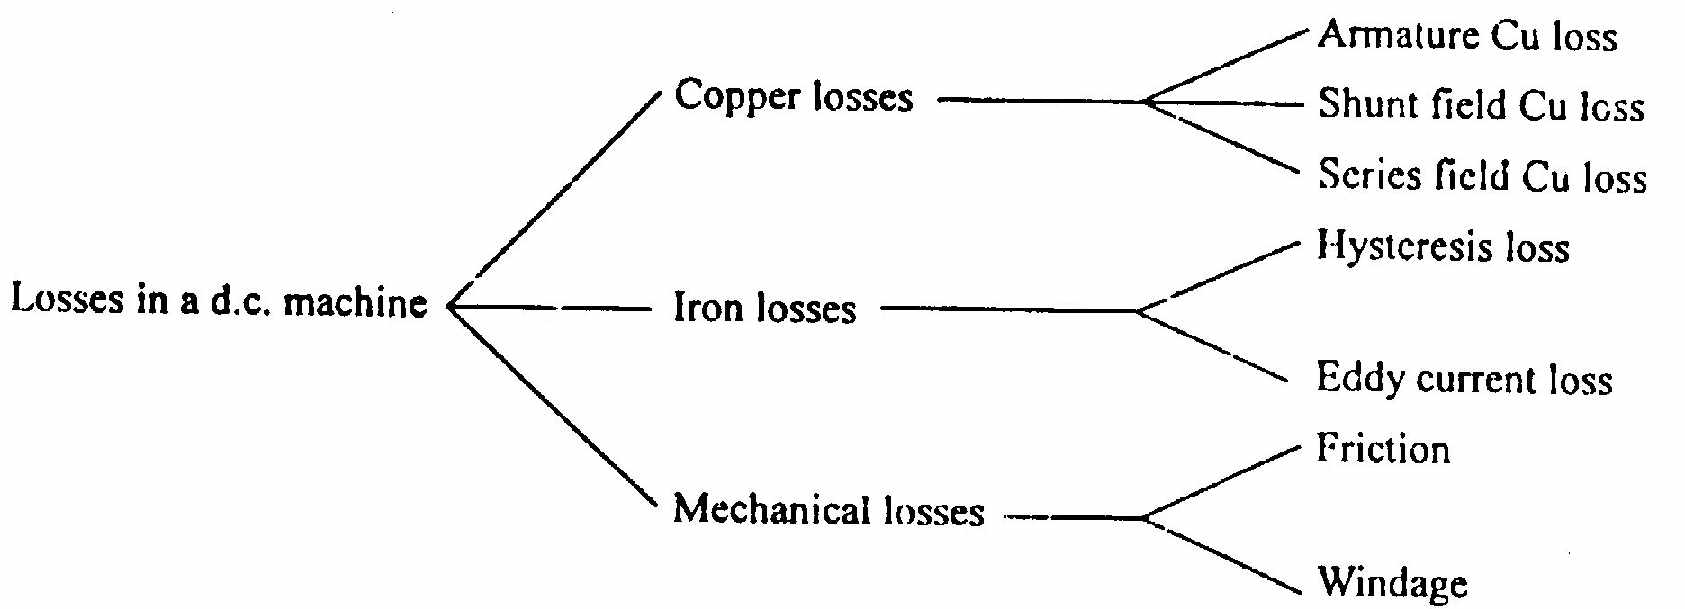 Losses in a d.c. machine
Copper losses
Armature Cu loss
Shunt field Cu loss
Series field Cu loss
Iron losses
Hysteresis loss
Eddy current loss
Mechanical losses
Friction
Windage